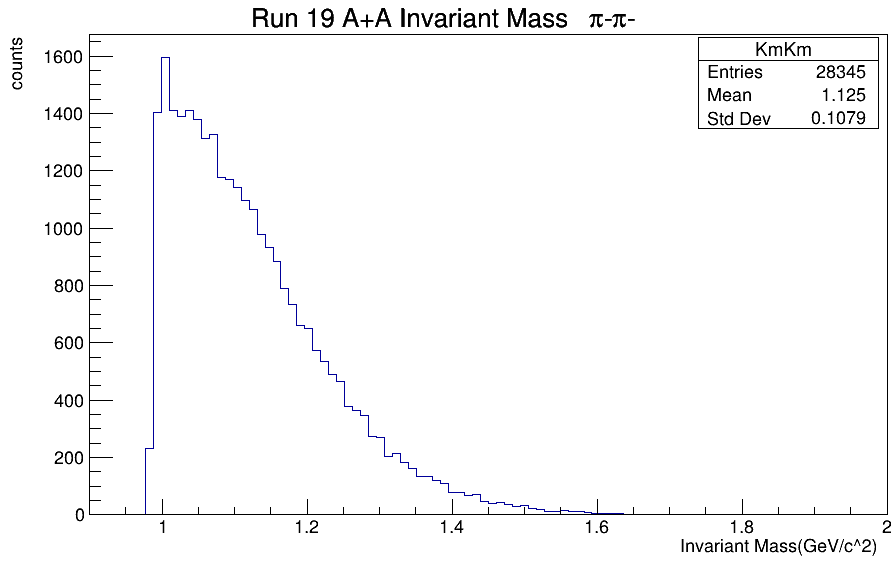 Run 19 A+A Invariant Mass π-π-
counts
KmKm
Entries 28345
Mean 1.125
Std Dev 0.1079
1600
1400
1200
1000
800
600
400
200
0
1 1.2 1.4 1.6 1.8 2
Invariant Mass(GeV/c^2)